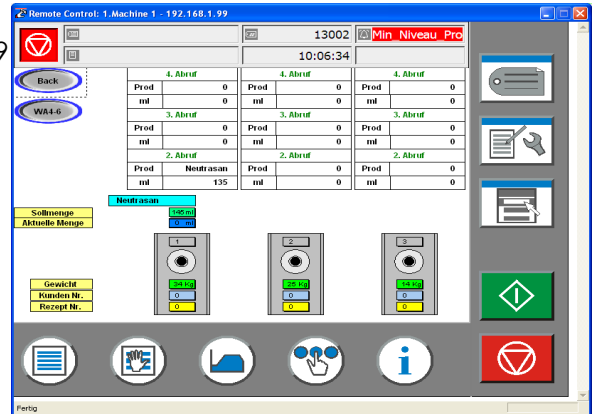 Remote Control: 1.Machine 1 - 192.168.1.99
13002 Min_Niveau_Pro
10:06:34
9
Back
WA4-6
4. Abruf 4. Abruf 4. Abruf
Prod 0 Prod 0 Prod 0
ml 0 ml 0 ml 0
3. Abruf 3. Abruf 3. Abruf
Prod 0 Prod 0 Prod 0
ml 0 ml 0 ml 0
2. Abruf 2. Abruf 2. Abruf
Prod Neutrasan Prod 0 Prod 0
ml 135 ml 0 ml 0
Neutrasan
Sollmenge 146 ml
Aktuelle Menge 0 ml
1 2 3
Gewicht 34 Kg 25 Kg 14 Kg
Kunden Nr. 0 0 0
Rezept Nr. 0 0 0
i
Fertig